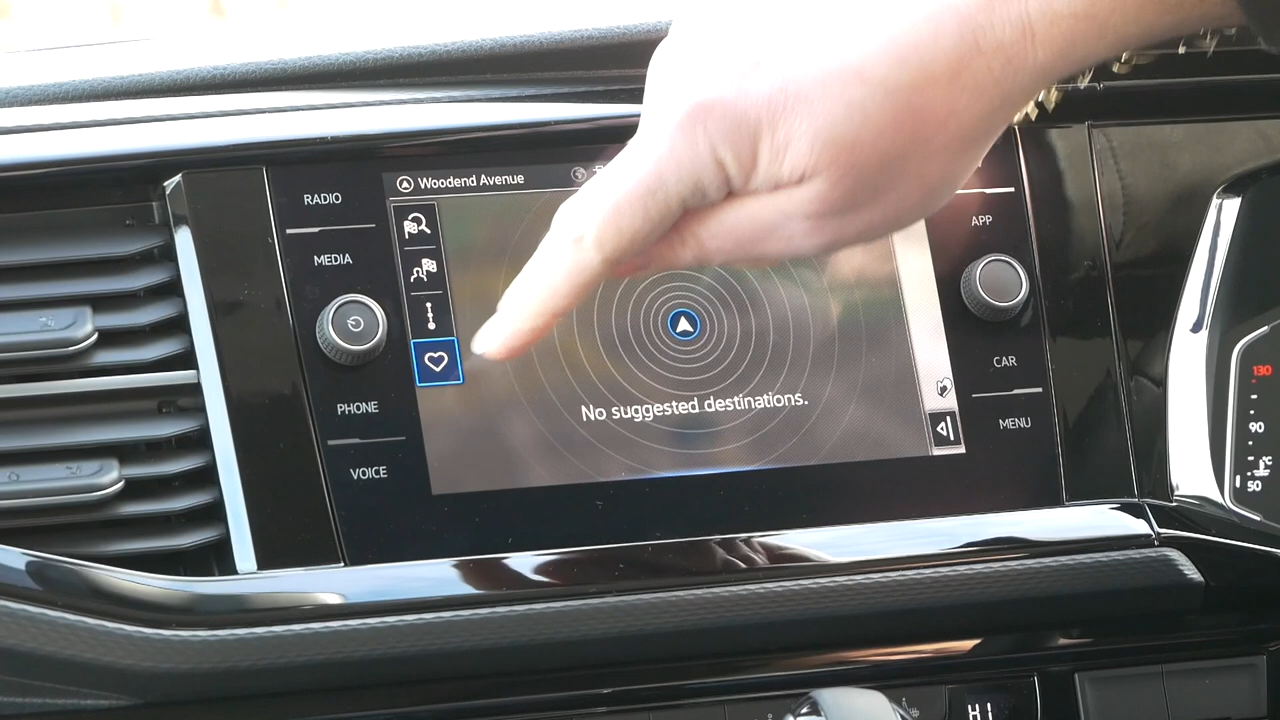 Woodend Avenue
RADIO
MEDIA
PHONE
VOICE
No suggested destinations.
APP
CAR
MENU
130
90
°C
50
HI